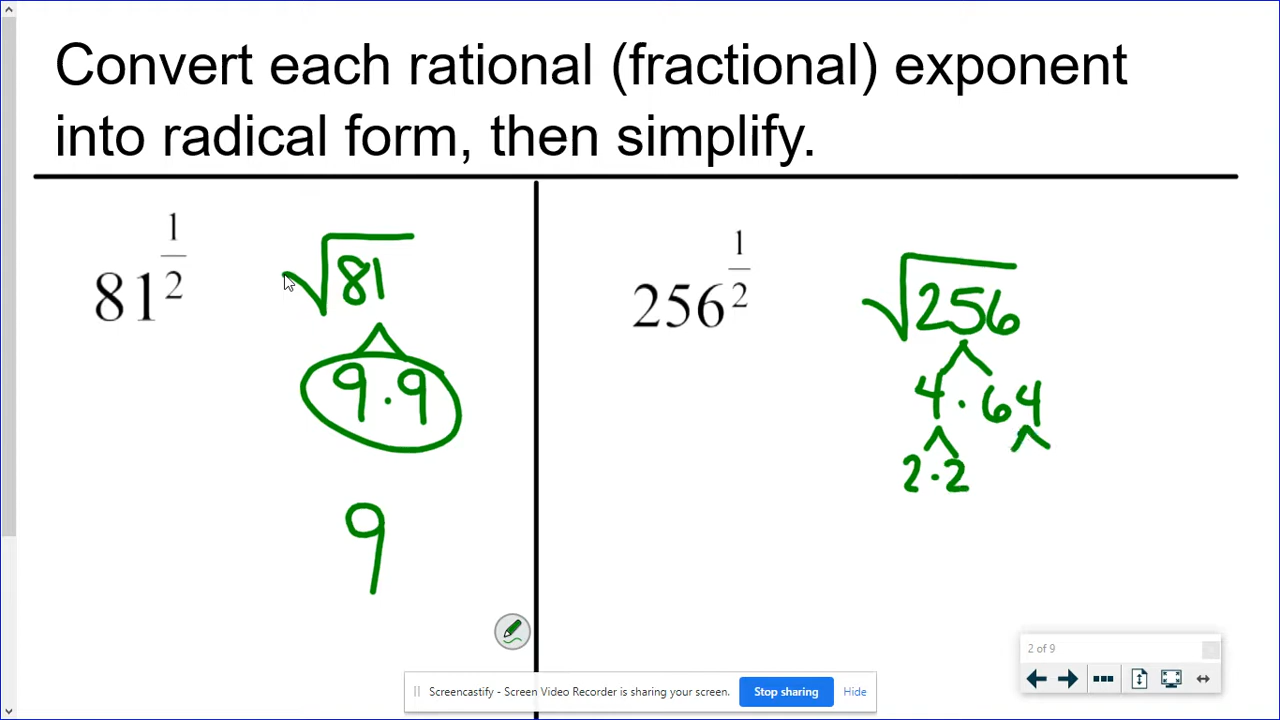 Convert each rational (fractional) exponent
into radical form, then simplify.
81^(1/2)
√81
9 . 9
9
256^(1/2)
√256
4 . 64
2 . 2
2 of 9
Screencastify - Screen Video Recorder is sharing your screen. Stop sharing Hide